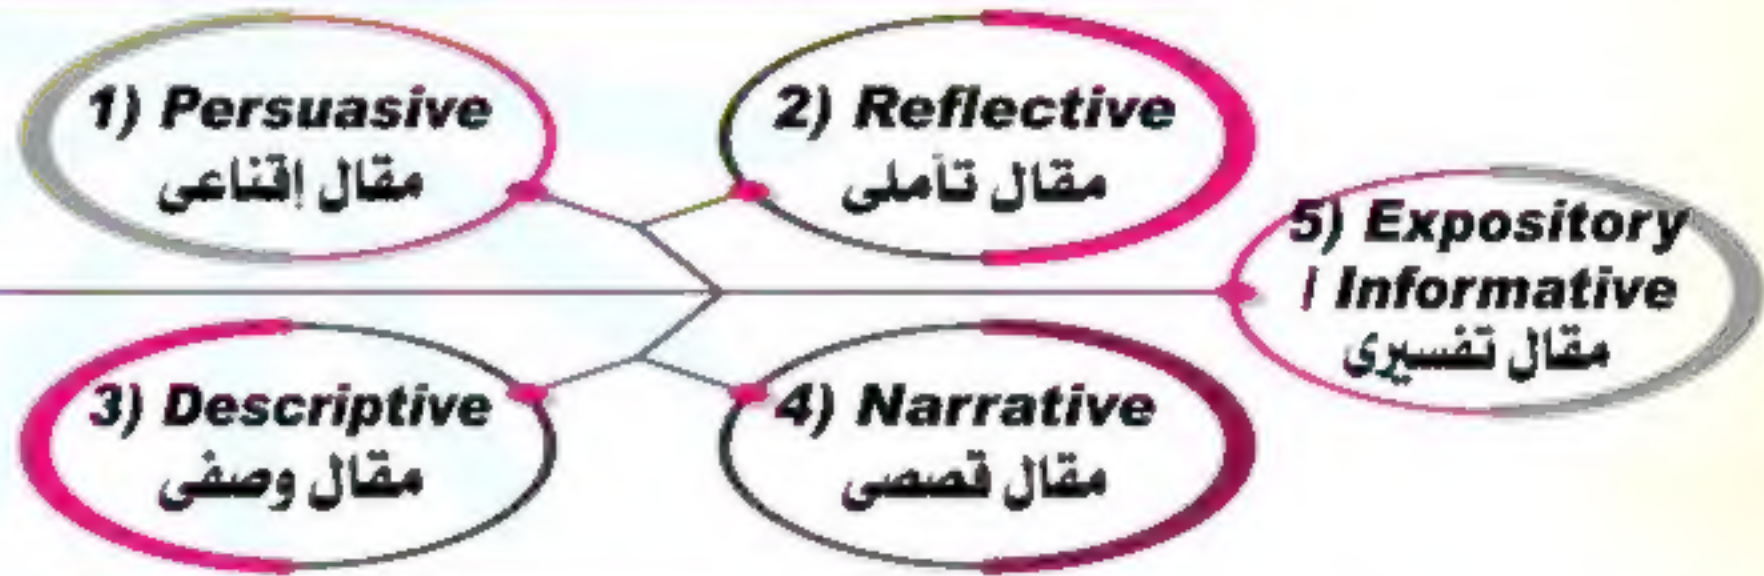 1) Persuasive
مقال إقناعى
2) Reflective
مقال تأملى
3) Descriptive
مقال وصفى
4) Narrative
مقال قصصى
5) Expository
/ Informative
مقال تفسيرى